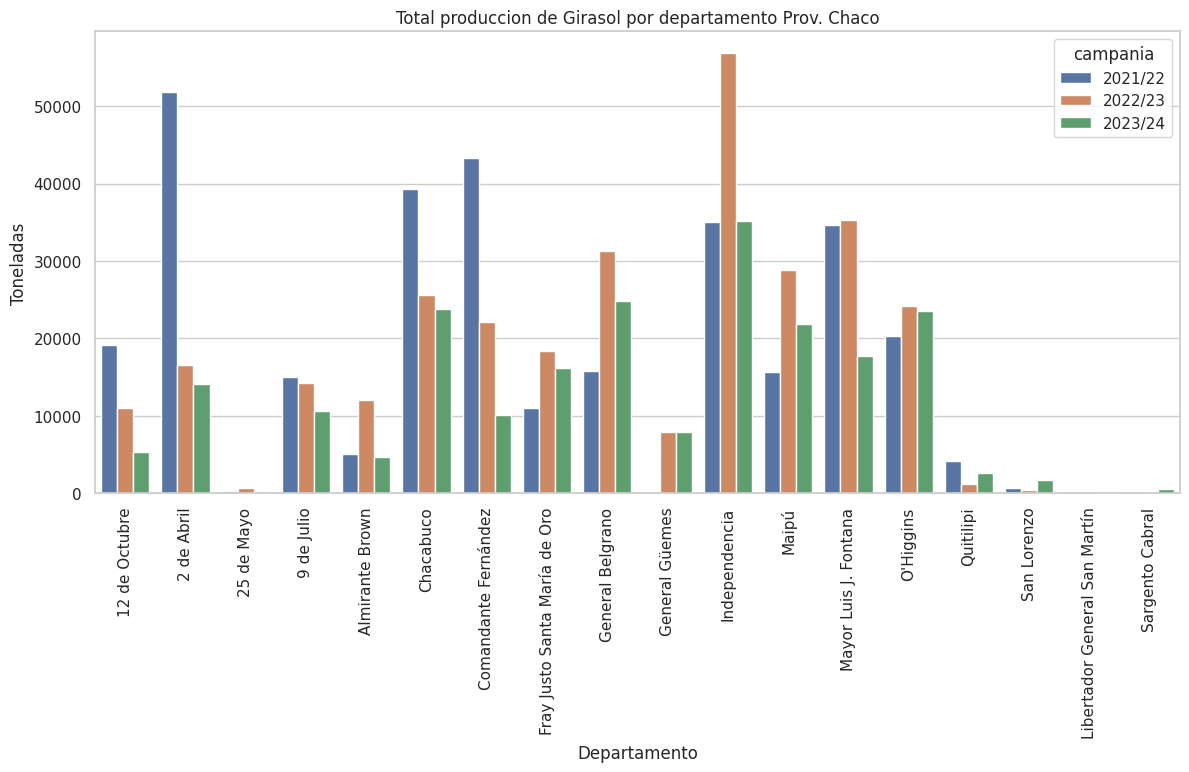 Total produccion de Girasol por departamento Prov. Chaco
campania
2021/22
2022/23
2023/24
Toneladas
50000
40000
30000
20000
10000
0
12 de Octubre
2 de Abril
25 de Mayo
9 de Julio
Almirante Brown
Chacabuco
Comandante Fernández
Fray Justo Santa María de Oro
General Belgrano
General Güemes
Independencia
Maipú
Mayor Luis J. Fontana
O'Higgins
Quitilipi
San Lorenzo
Libertador General San Martín
Sargento Cabral
Departamento